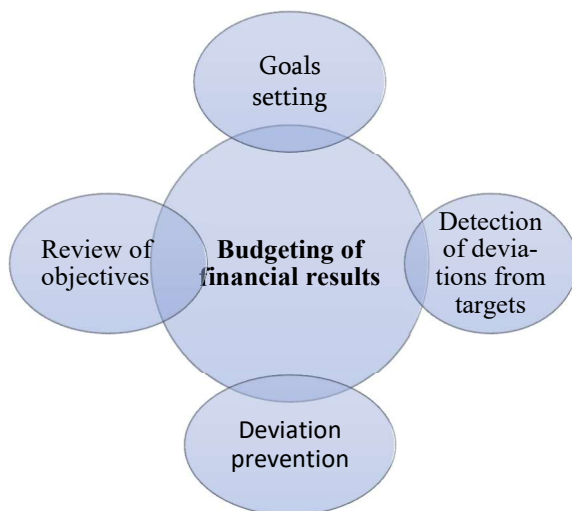 Goals
setting
Review of
objectives
Budgeting of
financial results
Detection
of devia-
tions from
targets
Deviation
prevention